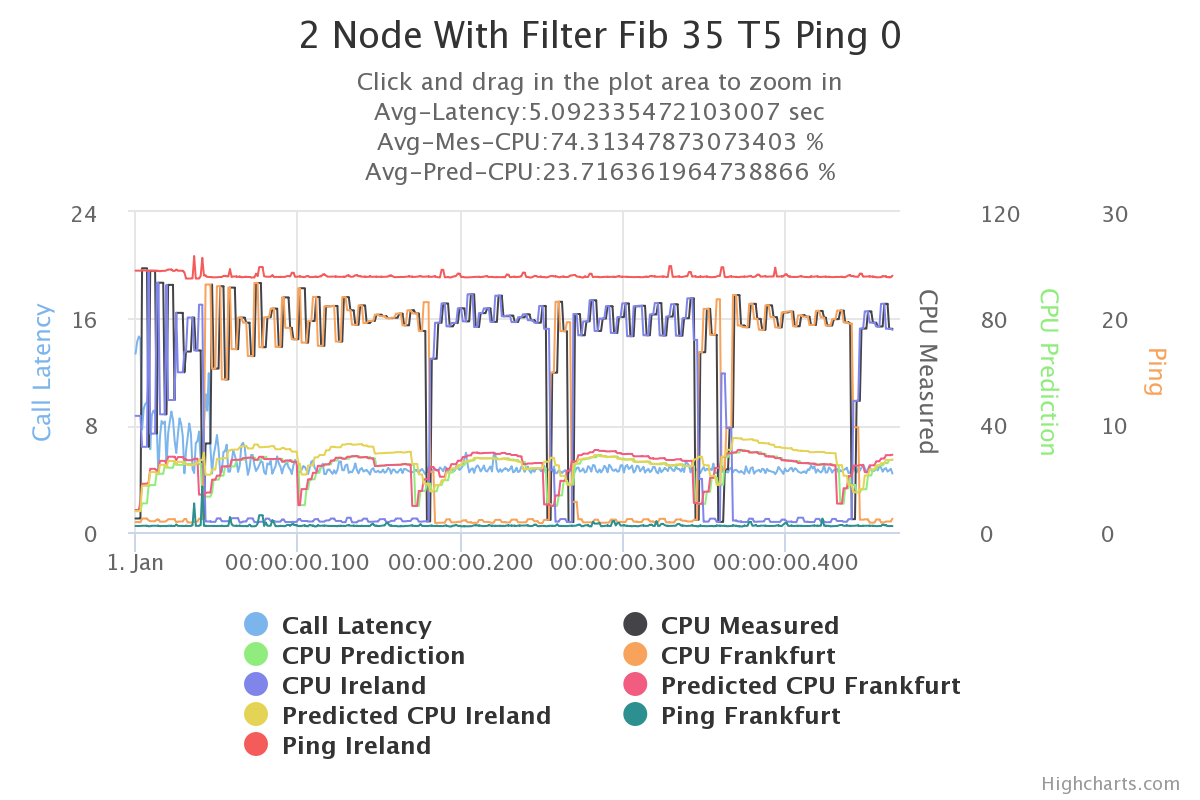 2 Node With Filter Fib 35 T5 Ping 0
Click and drag in the plot area to zoom in
Avg-Latency:5.092335472103007 sec
Avg-Mes-CPU:74.31347873073403 %
Avg-Pred-CPU:23.716361964738866 %
24 120 30
16 80 20
8 40 10
0 0 0
Call Latency
CPU Measured
CPU Prediction
Ping
1. Jan 00:00:00.100 00:00:00.200 00:00:00.300 00:00:00.400
Call Latency CPU Measured
CPU Prediction CPU Frankfurt
CPU Ireland Predicted CPU Frankfurt
Predicted CPU Ireland Ping Frankfurt
Ping Ireland
Highcharts.com